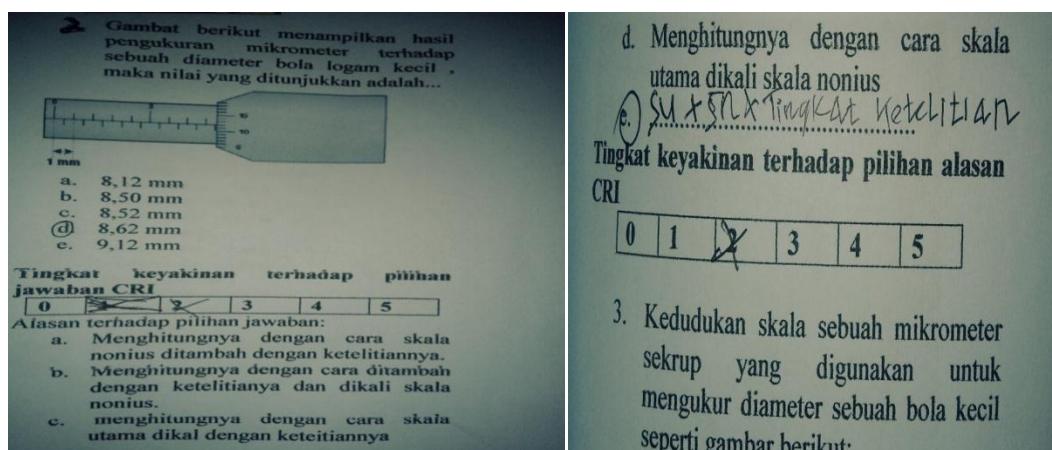 2. Gambat berikut menampilkan hasil
pengukuran mikrometer terhadap
sebuah diameter bola logam kecil ,
maka nilai yang ditunjukkan adalah...
1 mm
a. 8,12 mm
b. 8,50 mm
c. 8,52 mm
d. 8,62 mm
e. 9,12 mm
Tingkat keyakinan terhadap pilihan
jawaban CRI
0 2 3 4 5
Alasan terhadap pilihan jawaban:
a. Menghitungnya dengan cara skala
nonius ditambah dengan ketelitiannya.
b. Menghitungnya dengan cara ditambah
dengan ketelitianya dan dikali skala
nonius.
c. menghitungnya dengan cara skala
utama dikal dengan keteitiannya
d. Menghitungnya dengan cara skala
utama dikali skala nonius
e. SU x SN x Tingkat Ketelitian
Tingkat keyakinan terhadap pilihan alasan
CRI
0 1 2 3 4 5
3. Kedudukan skala sebuah mikrometer
sekrup yang digunakan untuk
mengukur diameter sebuah bola kecil
seperti gambar berikut: